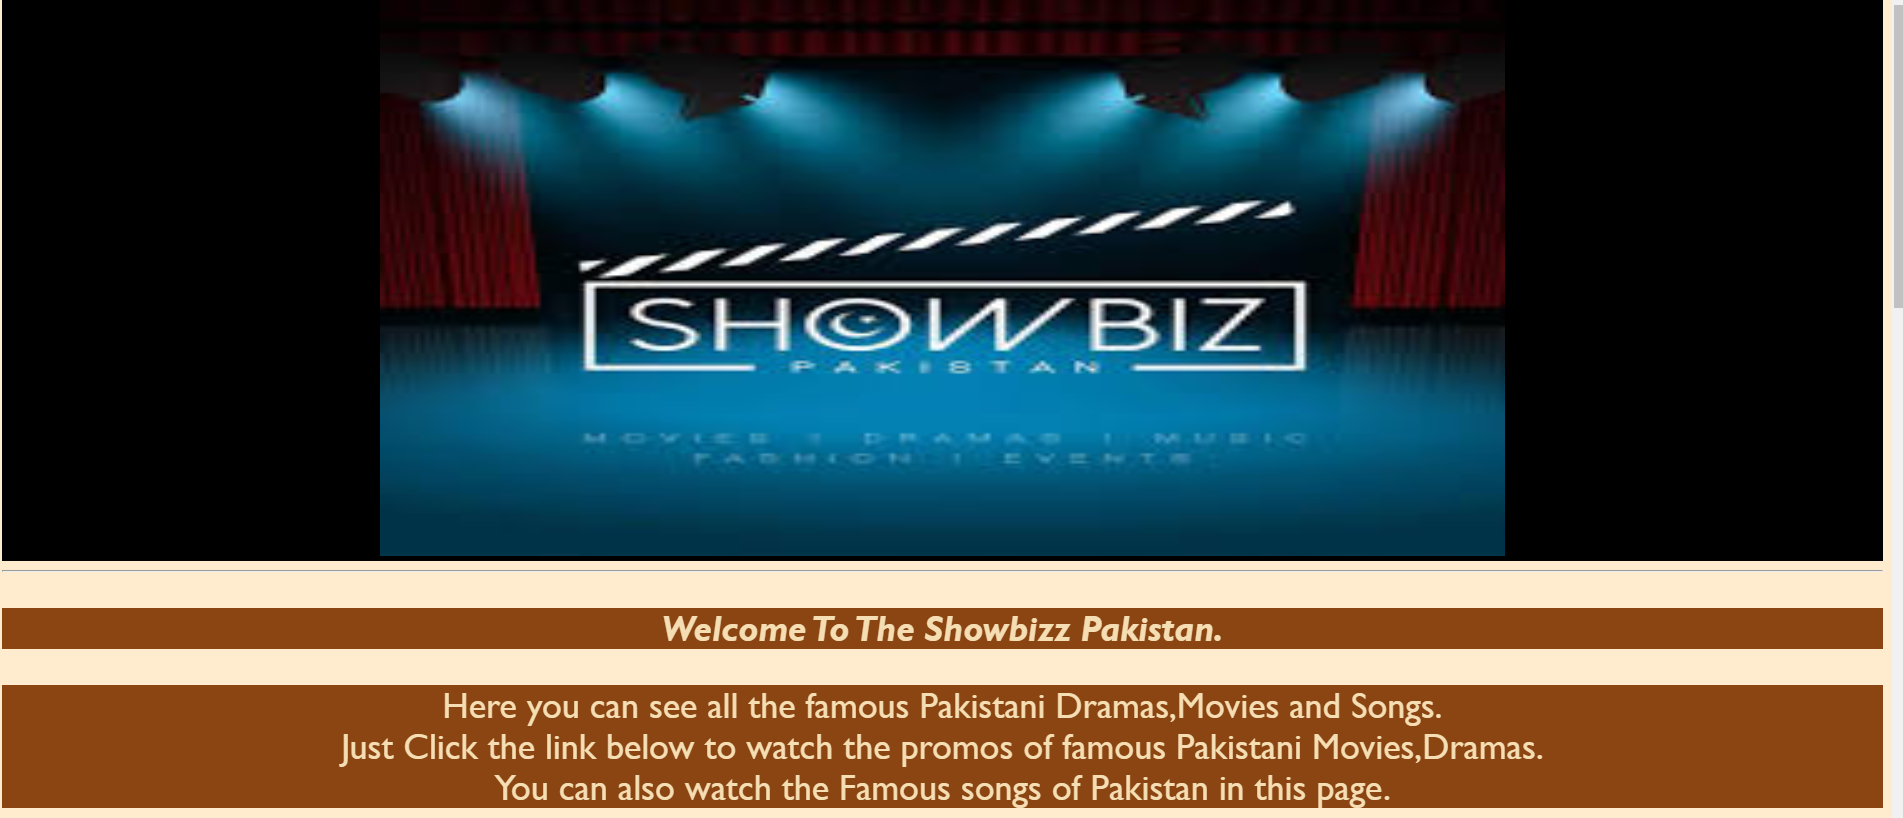 SHOWBIZ
PAKISTAN
MOVIES | DRAMAS | MUSIC
FASHION | EVENTS
Welcome To The Showbizz Pakistan.
Here you can see all the famous Pakistani Dramas,Movies and Songs.
Just Click the link below to watch the promos of famous Pakistani Movies,Dramas.
You can also watch the Famous songs of Pakistan in this page.